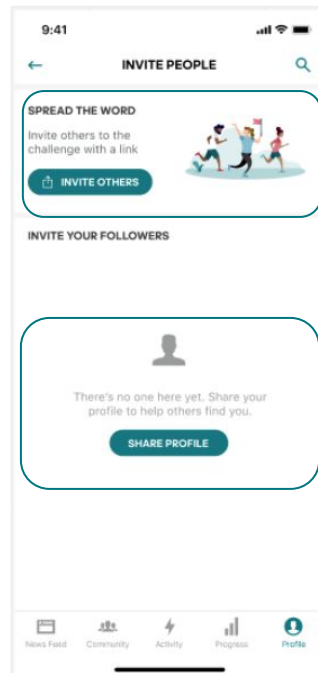 9:41
INVITE PEOPLE
SPREAD THE WORD
Invite others to the
challenge with a link
INVITE OTHERS
INVITE YOUR FOLLOWERS
There's no one here yet. Share your
profile to help others find you.
SHARE PROFILE
News Feed Community Activity Progress Profile